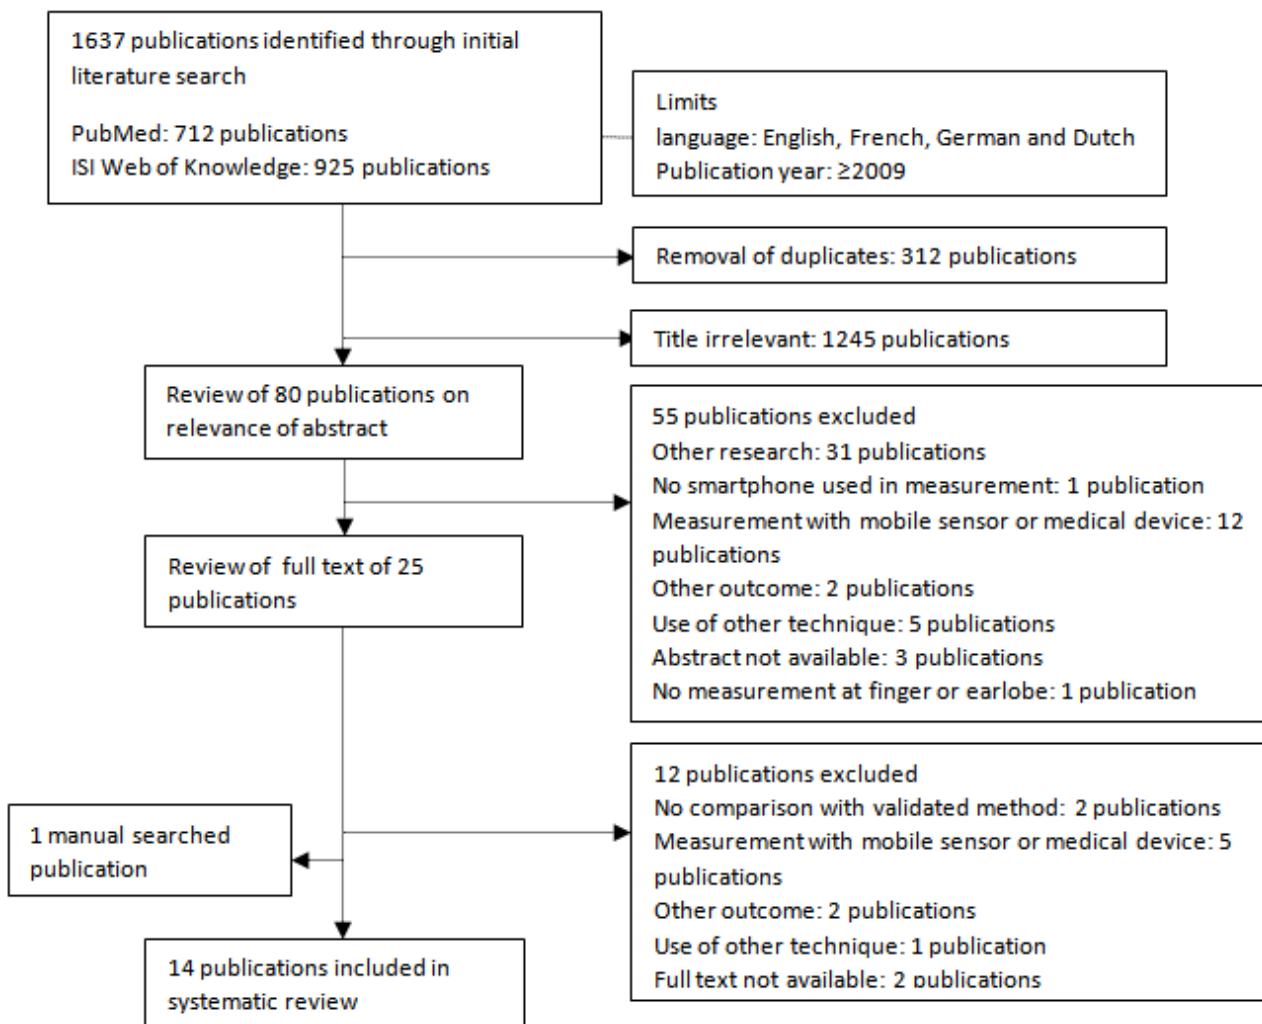 1637 publications identified through initial
literature search
PubMed: 712 publications
ISI Web of Knowledge: 925 publications
Limits
language: English, French, German and Dutch
Publication year: ≥2009
Removal of duplicates: 312 publications
Title irrelevant: 1245 publications
Review of 80 publications on
relevance of abstract
55 publications excluded
Other research: 31 publications
No smartphone used in measurement: 1 publication
Measurement with mobile sensor or medical device: 12
publications
Other outcome: 2 publications
Use of other technique: 5 publications
Abstract not available: 3 publications
No measurement at finger or earlobe: 1 publication
Review of full text of 25
publications
12 publications excluded
No comparison with validated method: 2 publications
Measurement with mobile sensor or medical device: 5
publications
Other outcome: 2 publications
Use of other technique: 1 publication
Full text not available: 2 publications
1 manual searched
publication
14 publications included in
systematic review